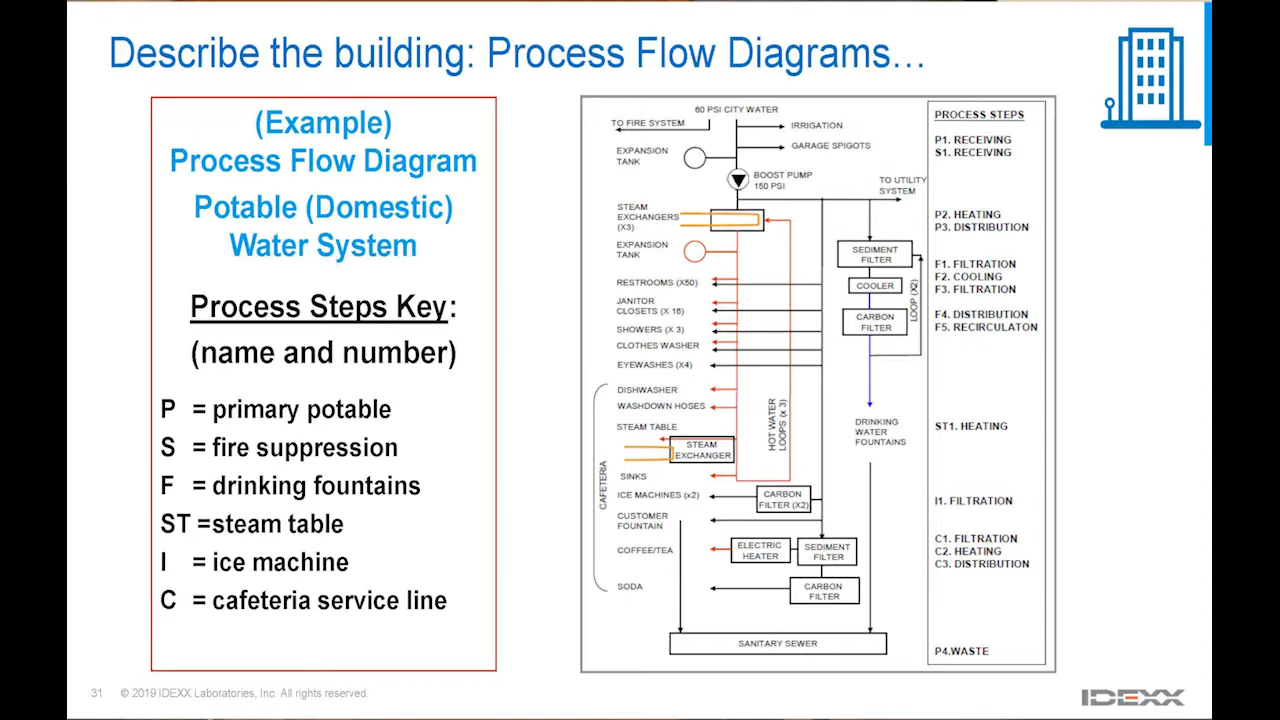 Describe the building: Process Flow Diagrams…
(Example)
Process Flow Diagram
Potable (Domestic)
Water System
Process Steps Key:
(name and number)
P = primary potable
S = fire suppression
F = drinking fountains
ST =steam table
I = ice machine
C = cafeteria service line
60 PSI CITY WATER
TO FIRE SYSTEM
IRRIGATION
GARAGE SPIGOTS
EXPANSION
TANK
BOOST PUMP
150 PSI
TO UTILITY
SYSTEM
STEAM
EXCHANGERS
(X3)
EXPANSION
TANK
SEDIMENT
FILTER
COOLER
LOOP (X2)
CARBON
FILTER
RESTROOMS (X50)
JANITOR
CLOSETS (X 16)
SHOWERS (X 3)
CLOTHES WASHER
EYEWASHES (X4)
DISHWASHER
WASHDOWN HOSES
STEAM TABLE
STEAM
EXCHANGER
HOT WATER
LOOPS (x 3)
DRINKING
WATER
FOUNTAINS
CAFETERIA
SINKS
ICE MACHINES (x2)
CARBON
FILTER (X2)
CUSTOMER
FOUNTAIN
COFFEE/TEA
ELECTRIC
HEATER
SEDIMENT
FILTER
SODA
CARBON
FILTER
SANITARY SEWER
PROCESS STEPS
P1. RECEIVING
S1. RECEIVING
P2. HEATING
P3. DISTRIBUTION
F1. FILTRATION
F2. COOLING
F3. FILTRATION
F4. DISTRIBUTION
F5. RECIRCULATON
ST1. HEATING
I1. FILTRATION
C1. FILTRATION
C2. HEATING
C3. DISTRIBUTION
P4.WASTE
31 © 2019 IDEXX Laboratories, Inc. All rights reserved.
IDEXX